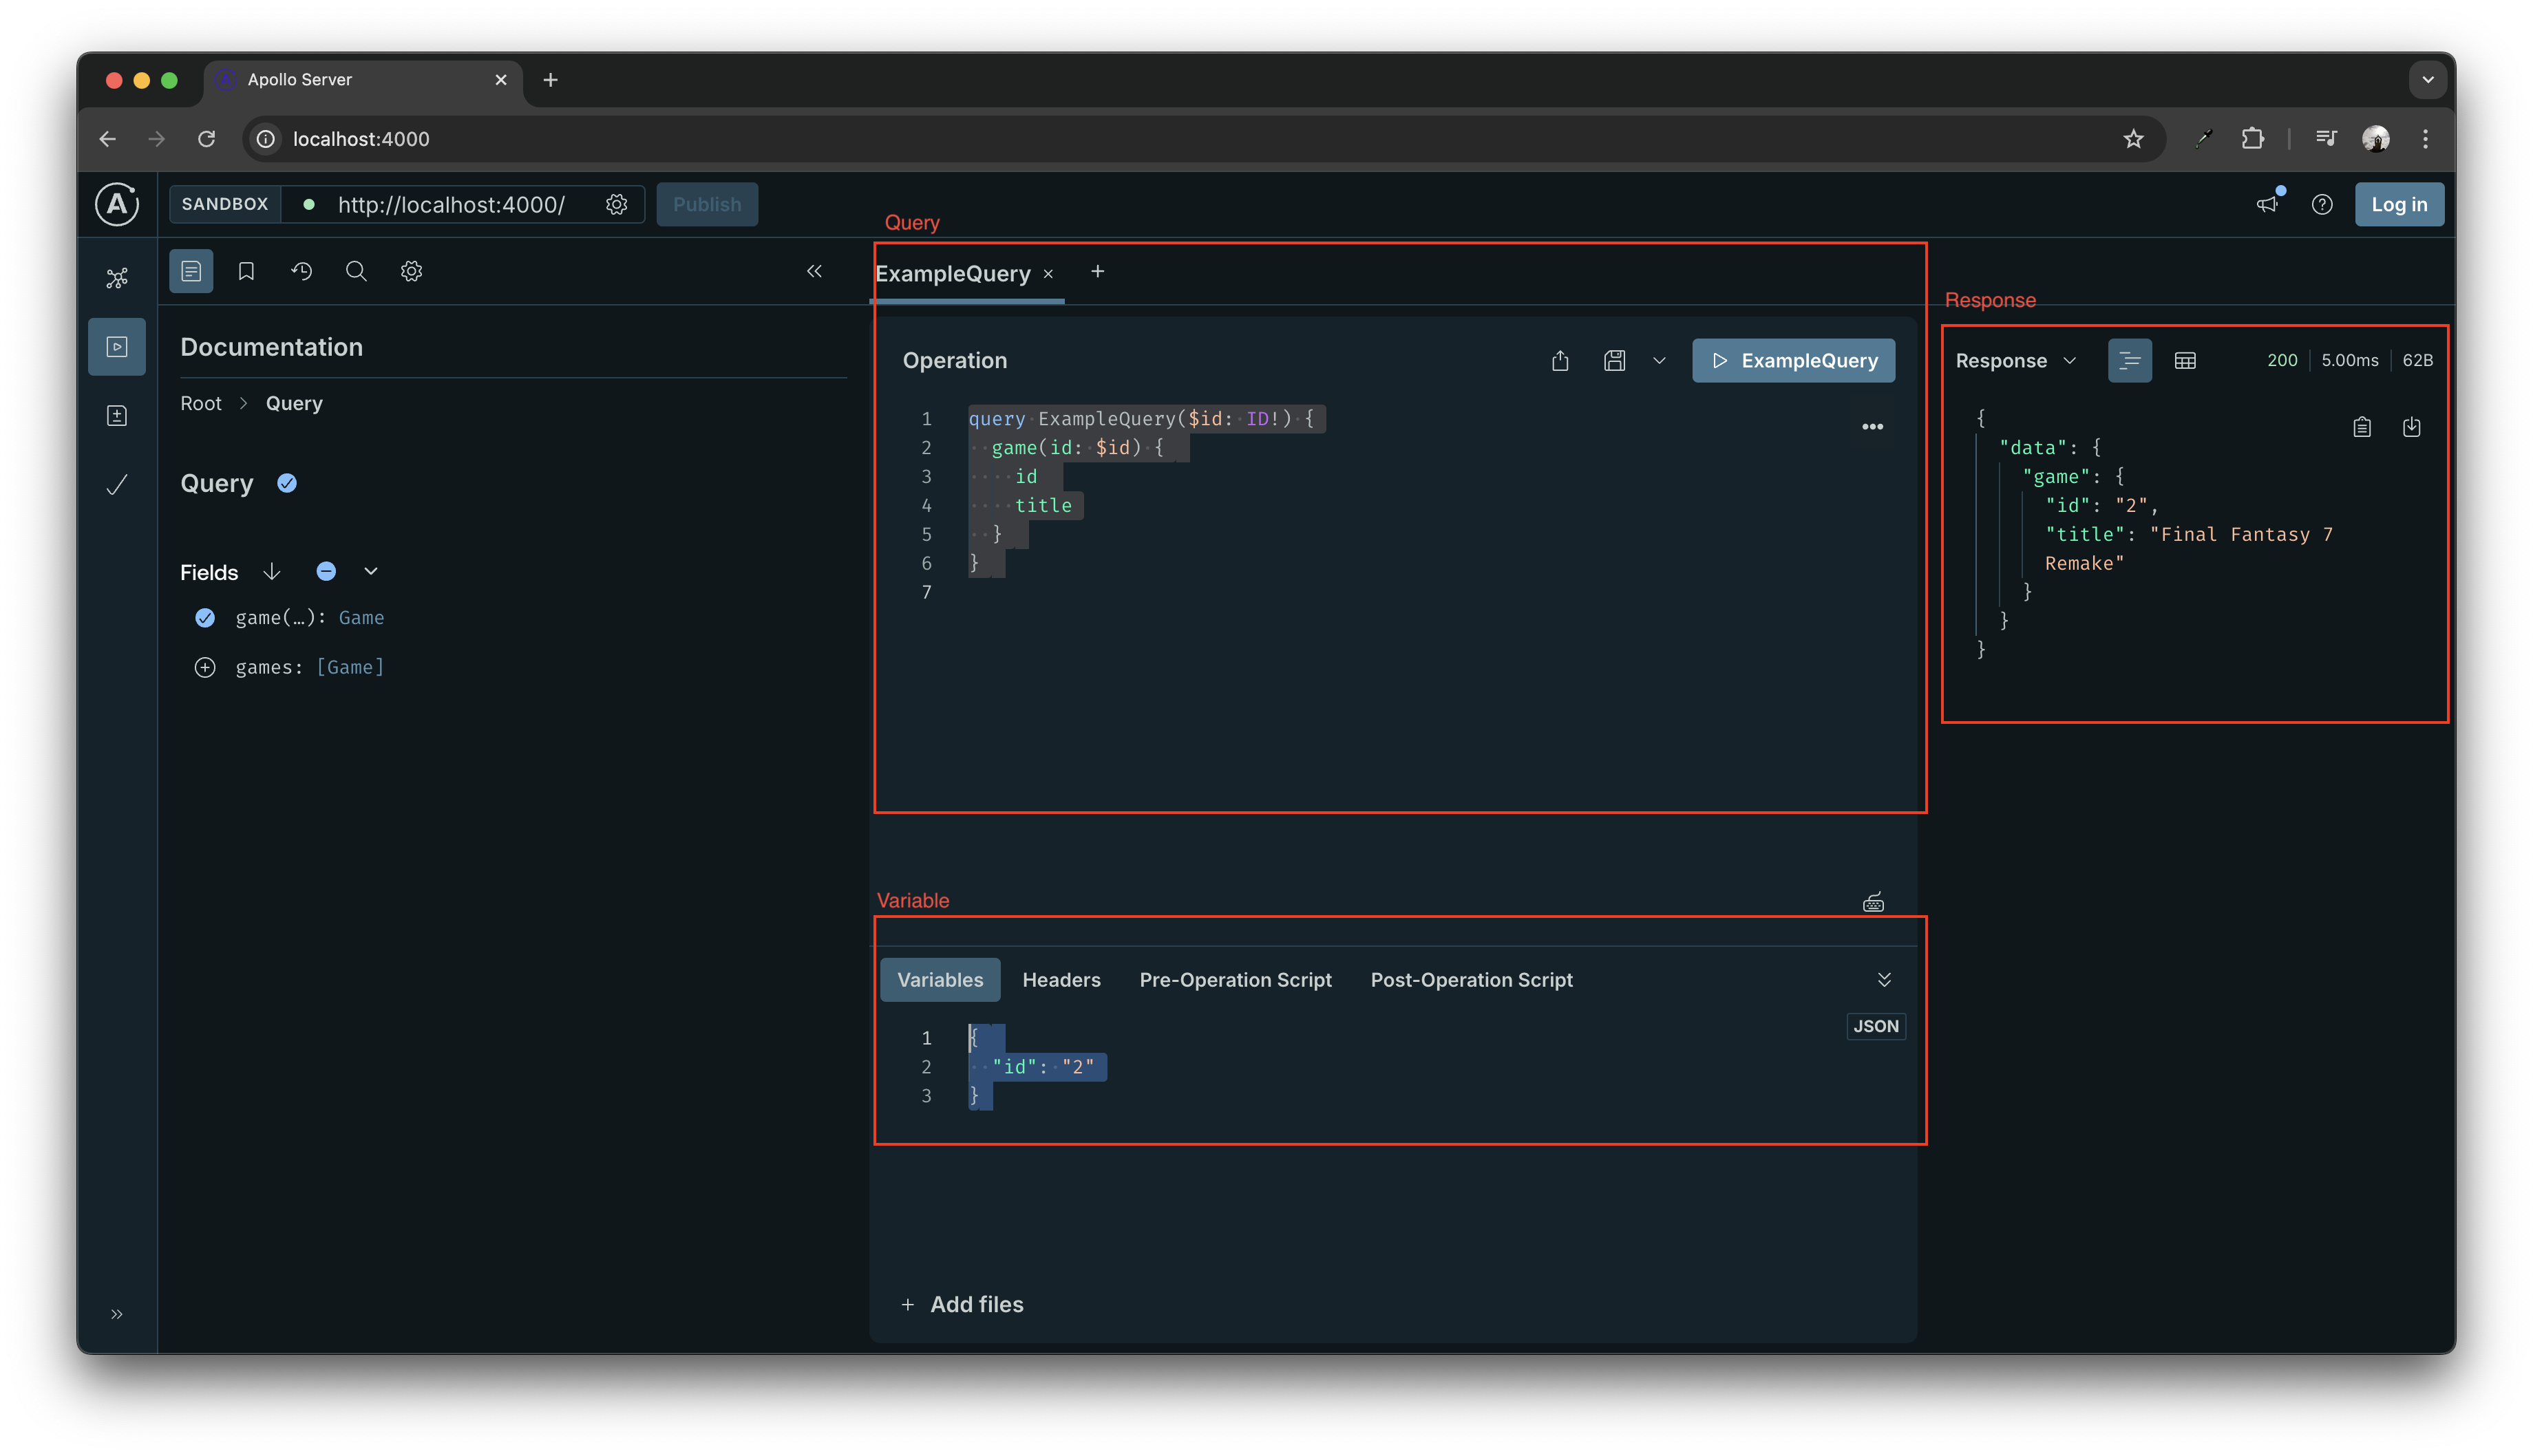 Apollo Server
localhost:4000
SANDBOX
http://localhost:4000/
Publish
Log in
Query
ExampleQuery
Response
Documentation
Root > Query
Query
Fields
game(…): Game
games: [Game]
Operation
ExampleQuery
1 query ExampleQuery($id: ID!) {
2 game(id: $id) {
3 id
4 title
5 }
6 }
7
Response
200
5.00ms
62B
{
"data": {
"game": {
"id": "2",
"title": "Final Fantasy 7
Remake"
}
}
}
Variable
Variables
Headers
Pre-Operation Script
Post-Operation Script
JSON
1 {
2 "id": "2"
3 }
+ Add files